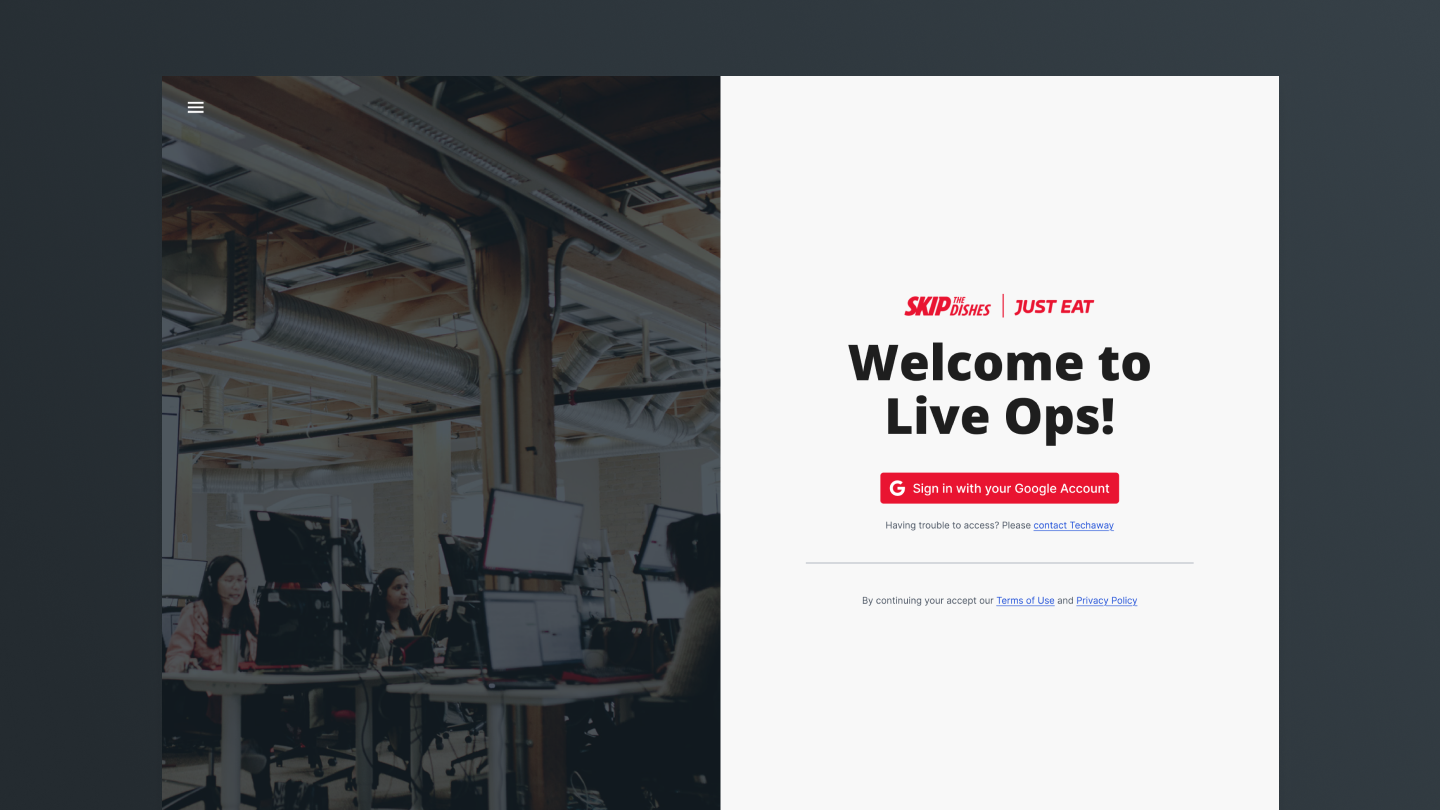 SKIP THE DISHES | JUST EAT
Welcome to
Live Ops!
Sign in with your Google Account
Having trouble to access? Please contact Techaway
By continuing your accept our Terms of Use and Privacy Policy